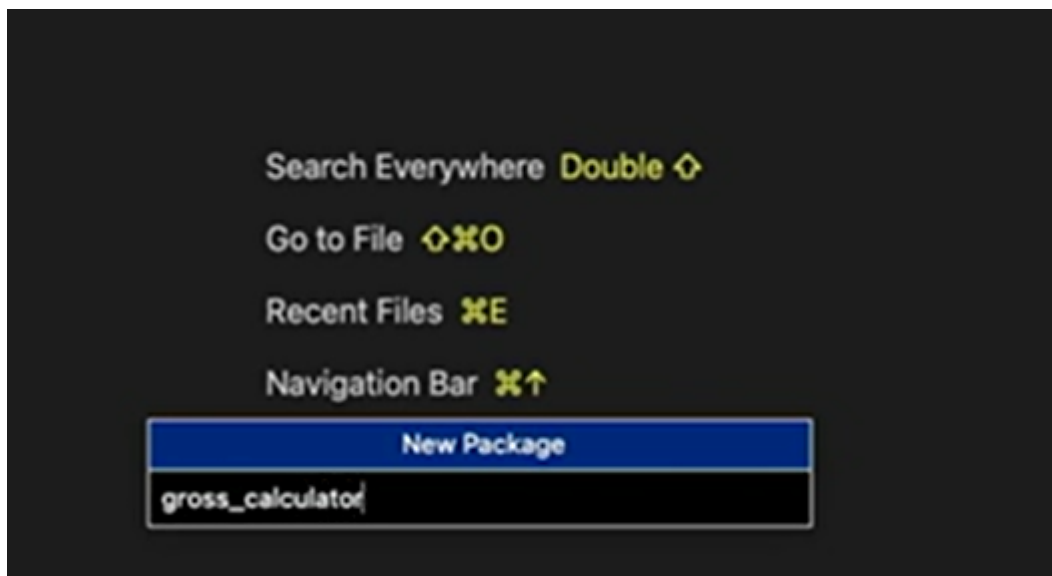 Search Everywhere Double ⇧
Go to File ⇧⌘O
Recent Files ⌘E
Navigation Bar ⌘↑
New Package
gross_calculator